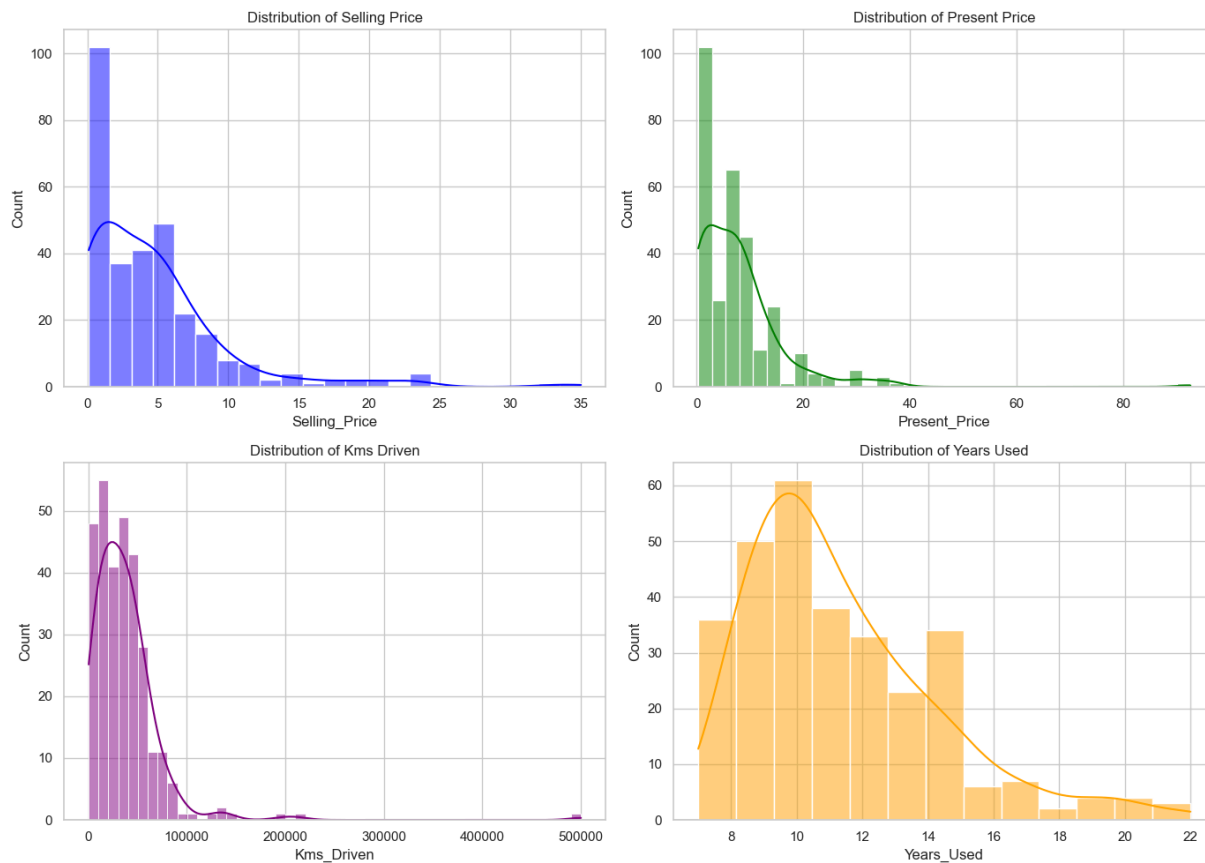 Distribution of Selling Price
Count
100
80
60
40
20
0
0 5 10 15 20 25 30 35
Selling_Price
Distribution of Present Price
Count
100
80
60
40
20
0
0 20 40 60 80
Present_Price
Distribution of Kms Driven
Count
50
40
30
20
10
0
0 100000 200000 300000 400000 500000
Kms_Driven
Distribution of Years Used
Count
60
50
40
30
20
10
0
8 10 12 14 16 18 20 22
Years_Used